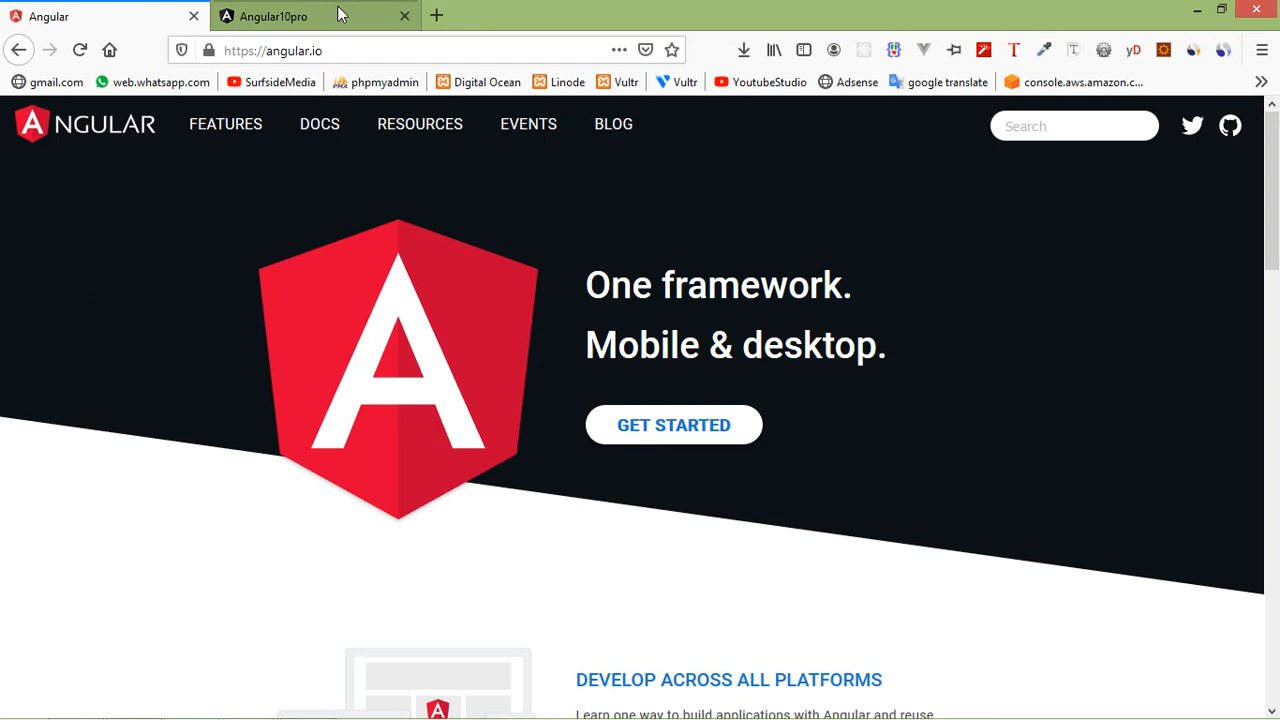 Angular
Angular10pro
https://angular.io
gmail.com
web.whatsapp.com
SurfsideMedia
phpmyadmin
Digital Ocean
Linode
Vultr
Vultr
YoutubeStudio
Adsense
google translate
console.aws.amazon.c...
ANGULAR
FEATURES
DOCS
RESOURCES
EVENTS
BLOG
Search
One framework.
Mobile & desktop.
GET STARTED
DEVELOP ACROSS ALL PLATFORMS
Learn one way to build applications with Angular and reuse